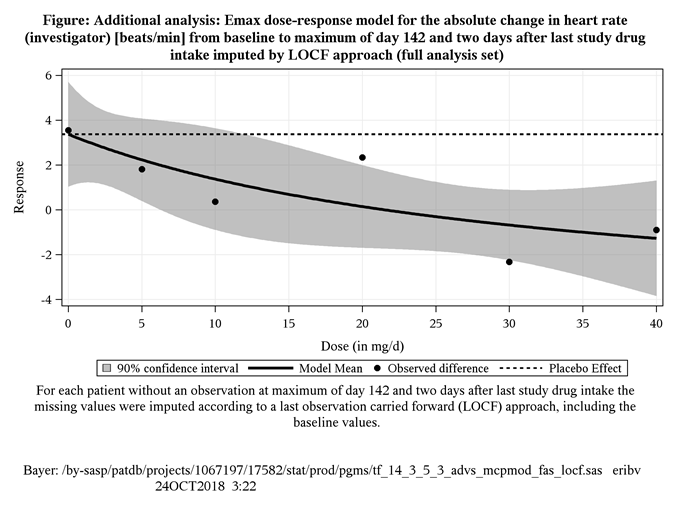 Figure: Additional analysis: Emax dose-response model for the absolute change in heart rate
(investigator) [beats/min] from baseline to maximum of day 142 and two days after last study drug
intake imputed by LOCF approach (full analysis set)
6
4
2
0
-2
-4
Response
0 5 10 15 20 25 30 35 40
Dose (in mg/d)
90% confidence interval Model Mean Observed difference Placebo Effect
For each patient without an observation at maximum of day 142 and two days after last study drug intake the
missing values were imputed according to a last observation carried forward (LOCF) approach, including the
baseline values.
Bayer: /by-sasp/patdb/projects/1067197/17582/stat/prod/pgms/tf_14_3_5_3_advs_mcpmod_fas_locf.sas eribv
24OCT2018 3:22